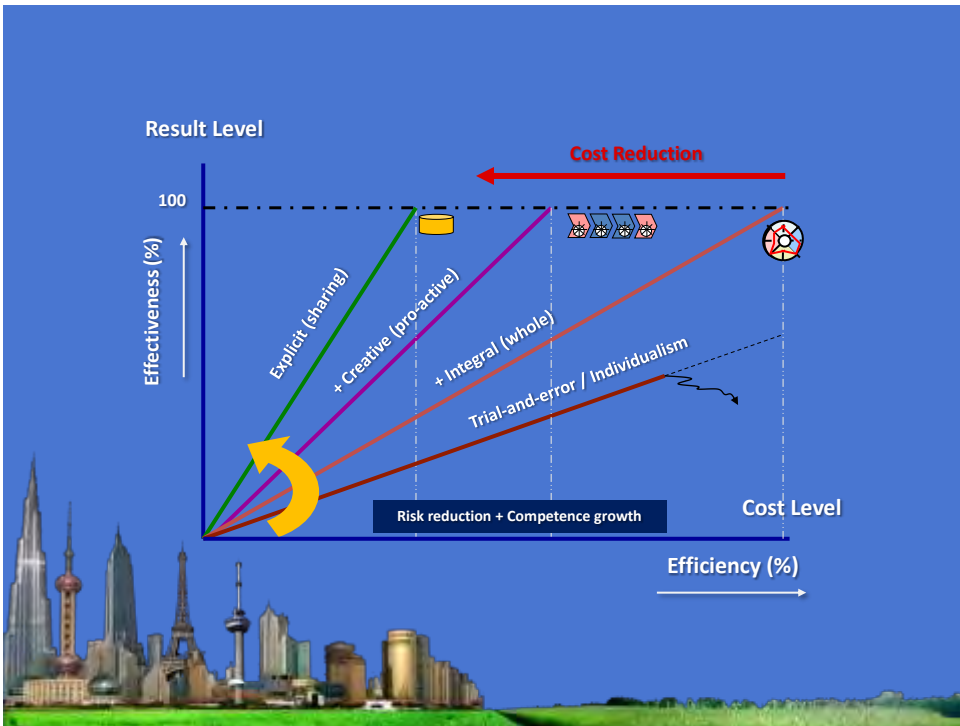 Result Level
Cost Reduction
100
Effectiveness (%)
Explicit (sharing)
+ Creative (pro-active)
+ Integral (whole)
Trial-and-error / Individualism
Risk reduction + Competence growth
Cost Level
Efficiency (%)